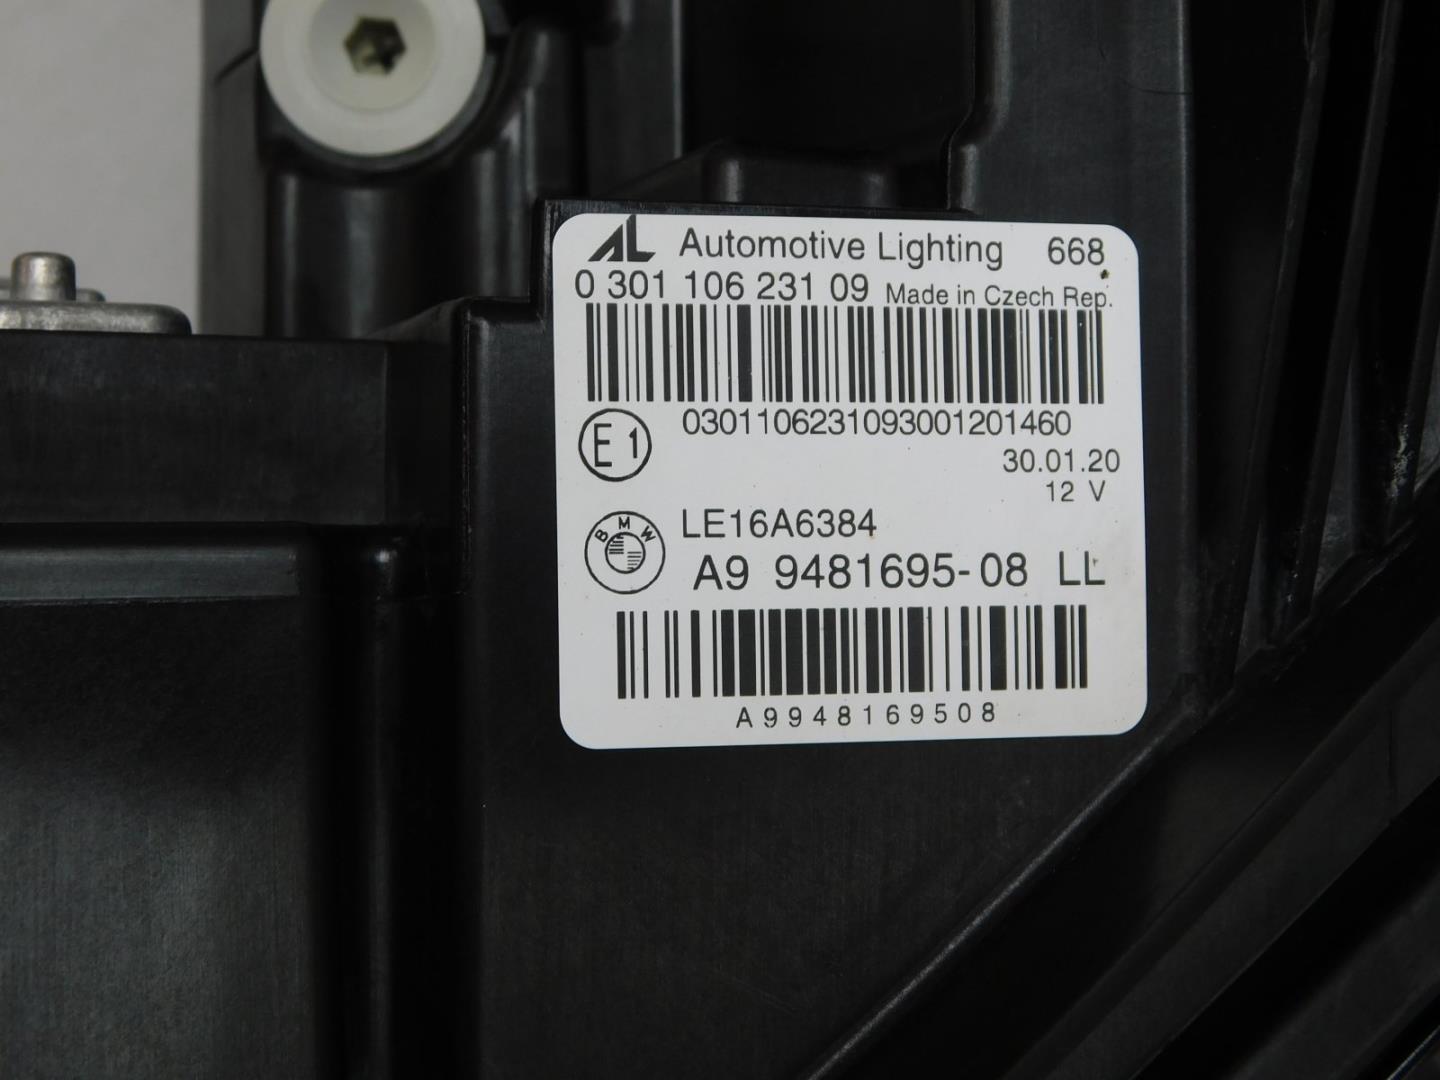 AL Automotive Lighting 668
0 301 106 231 09 Made in Czech Rep.
0301106231093001201460
E1
30.01.20
12 V
BMW
LE16A6384
A9 9481695-08 LL
A9948169508